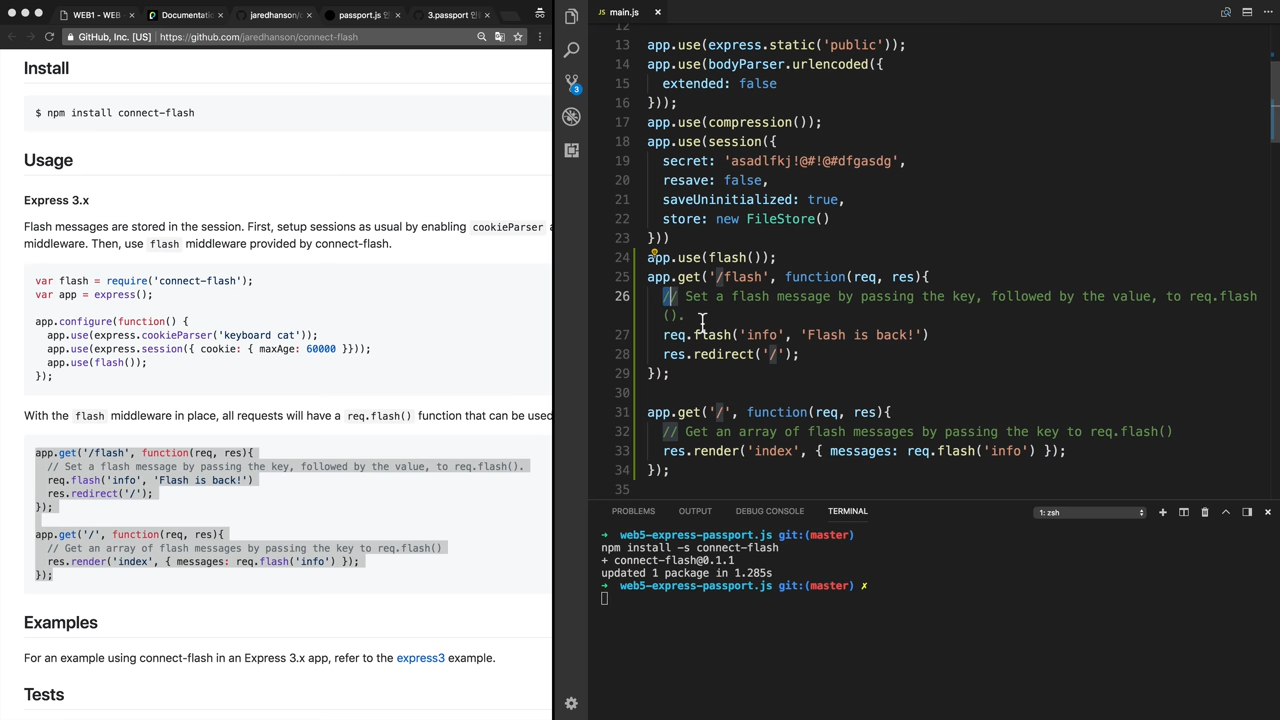 WEB1 - WEB
Documentatio
jaredhanson/c
passport.js 인
3.passport 인
GitHub, Inc. [US]
https://github.com/jaredhanson/connect-flash
Install
$ npm install connect-flash
Usage
Express 3.x
Flash messages are stored in the session. First, setup sessions as usual by enabling cookieParser a
middleware. Then, use flash middleware provided by connect-flash.
var flash = require('connect-flash');
var app = express();
app.configure(function() {
app.use(express.cookieParser('keyboard cat'));
app.use(express.session({ cookie: { maxAge: 60000 }}));
app.use(flash());
});
With the flash middleware in place, all requests will have a req.flash() function that can be used
app.get('/flash', function(req, res){
// Set a flash message by passing the key, followed by the value, to req.flash().
req.flash('info', 'Flash is back!')
res.redirect('/');
});
app.get('/', function(req, res){
// Get an array of flash messages by passing the key to req.flash()
res.render('index', { messages: req.flash('info') });
});
Examples
For an example using connect-flash in an Express 3.x app, refer to the express3 example.
Tests
3
main.js
12
13 app.use(express.static('public'));
14 app.use(bodyParser.urlencoded({
15 extended: false
16 }));
17 app.use(compression());
18 app.use(session({
19 secret: 'asadlfkj!@#!@#dfgasdg',
20 resave: false,
21 saveUninitialized: true,
22 store: new FileStore()
23 }))
24 app.use(flash());
25 app.get('/flash', function(req, res){
26 // Set a flash message by passing the key, followed by the value, to req.flash
().
27 req.flash('info', 'Flash is back!')
28 res.redirect('/');
29 });
30
31 app.get('/', function(req, res){
32 // Get an array of flash messages by passing the key to req.flash()
33 res.render('index', { messages: req.flash('info') });
34 });
35
PROBLEMS OUTPUT DEBUG CONSOLE TERMINAL 1: zsh
➜ web5-express-passport.js git:(master)
npm install -s connect-flash
+ connect-flash@0.1.1
updated 1 package in 1.285s
➜ web5-express-passport.js git:(master) ✗